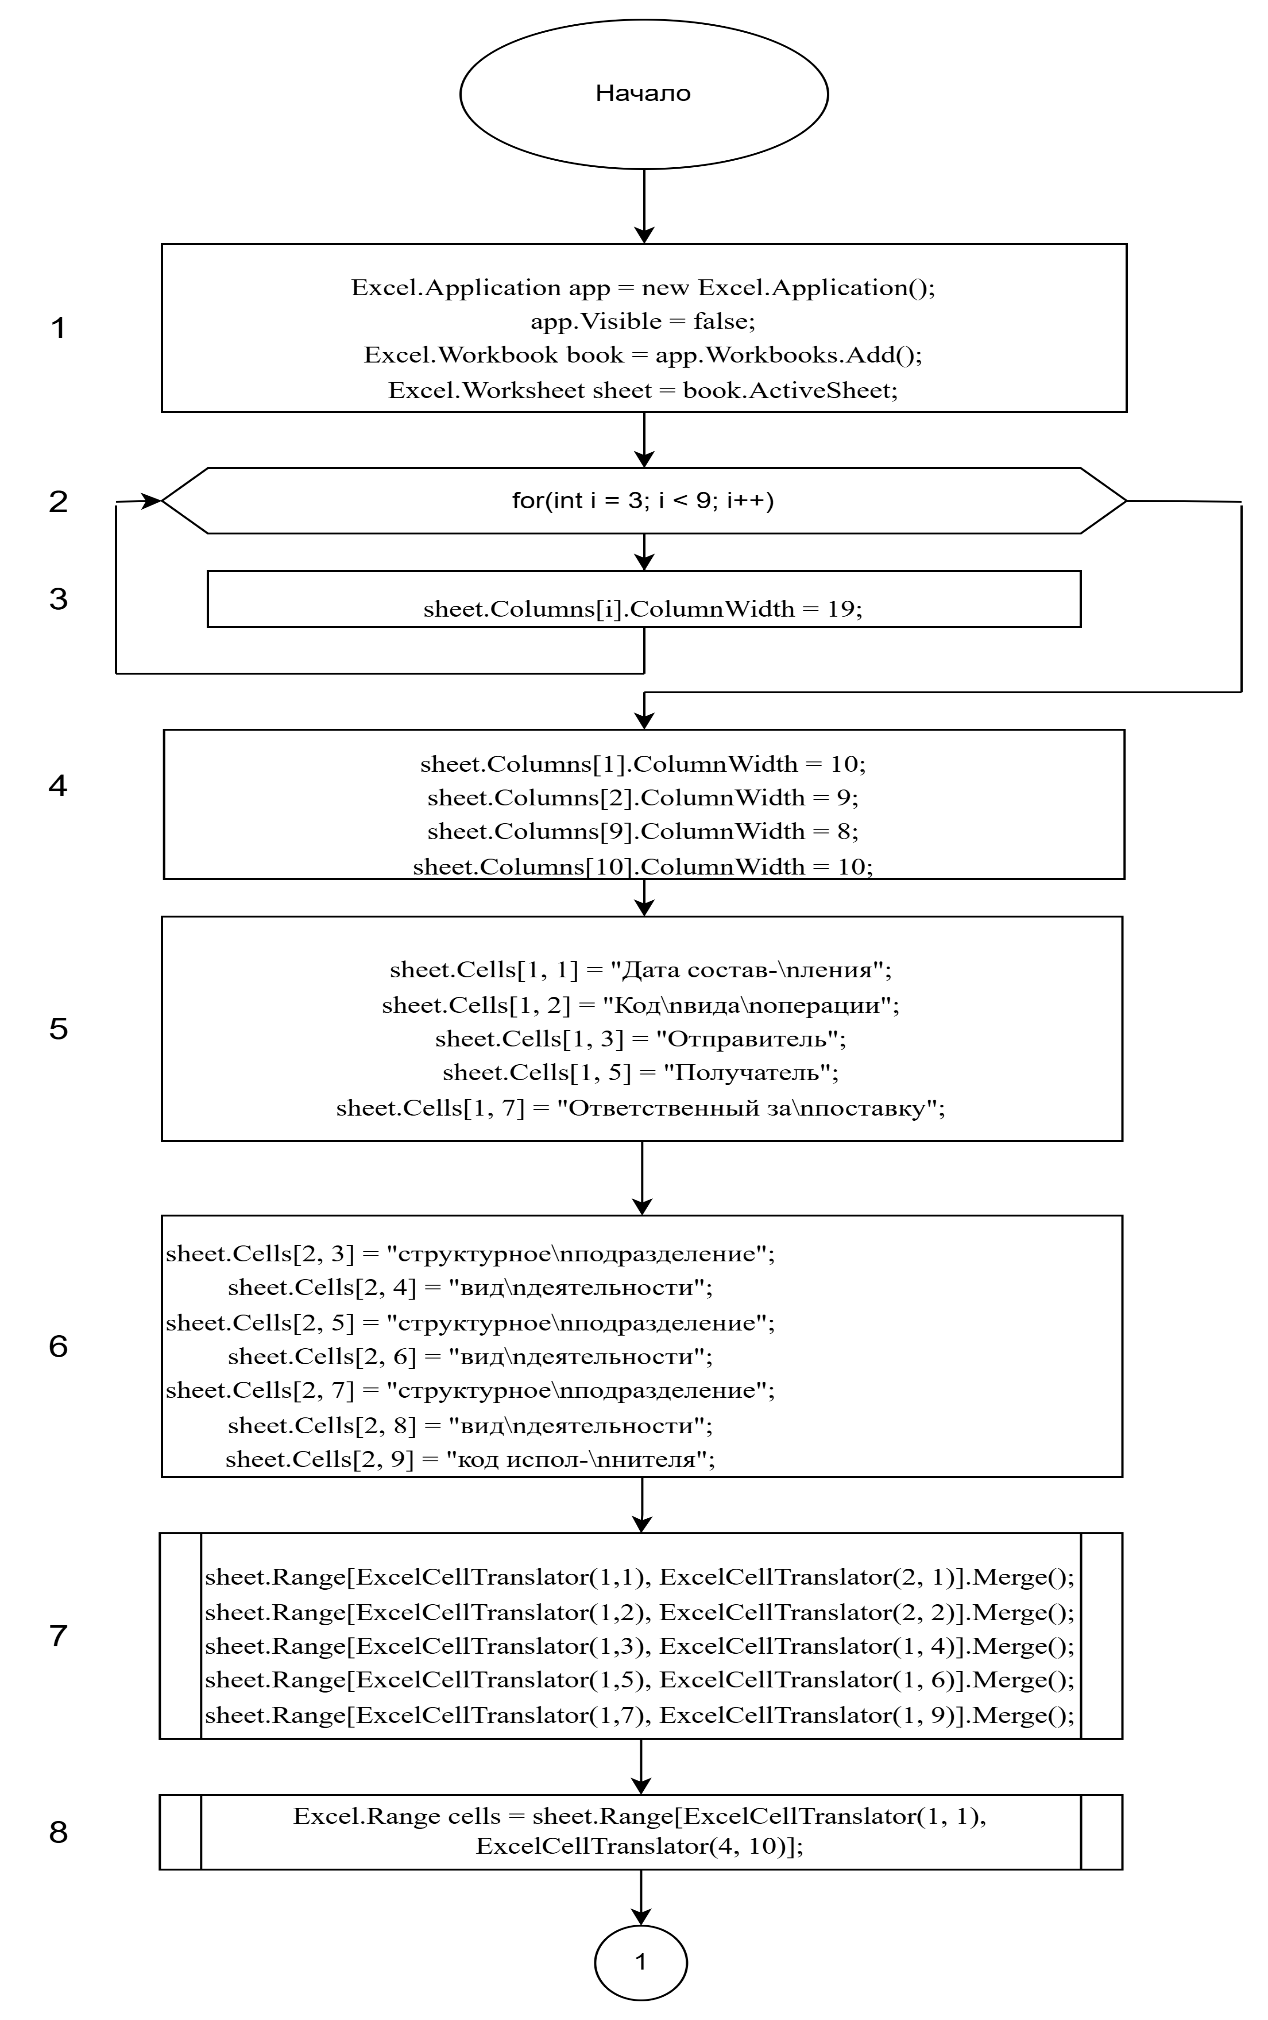 Начало
1
Excel.Application app = new Excel.Application();
app.Visible = false;
Excel.Workbook book = app.Workbooks.Add();
Excel.Worksheet sheet = book.ActiveSheet;
2
for(int i = 3; i < 9; i++)
3
sheet.Columns[i].ColumnWidth = 19;
4
sheet.Columns[1].ColumnWidth = 10;
sheet.Columns[2].ColumnWidth = 9;
sheet.Columns[9].ColumnWidth = 8;
sheet.Columns[10].ColumnWidth = 10;
5
sheet.Cells[1, 1] = "Дата состав-\nления";
sheet.Cells[1, 2] = "Код\nвида\nоперации";
sheet.Cells[1, 3] = "Отправитель";
sheet.Cells[1, 5] = "Получатель";
sheet.Cells[1, 7] = "Ответственный за\nпоставку";
6
sheet.Cells[2, 3] = "структурное\nподразделение";
sheet.Cells[2, 4] = "вид\nдеятельности";
sheet.Cells[2, 5] = "структурное\nподразделение";
sheet.Cells[2, 6] = "вид\nдеятельности";
sheet.Cells[2, 7] = "структурное\nподразделение";
sheet.Cells[2, 8] = "вид\nдеятельности";
sheet.Cells[2, 9] = "код испол-\nнителя";
7
sheet.Range[ExcelCellTranslator(1,1), ExcelCellTranslator(2, 1)].Merge();
sheet.Range[ExcelCellTranslator(1,2), ExcelCellTranslator(2, 2)].Merge();
sheet.Range[ExcelCellTranslator(1,3), ExcelCellTranslator(1, 4)].Merge();
sheet.Range[ExcelCellTranslator(1,5), ExcelCellTranslator(1, 6)].Merge();
sheet.Range[ExcelCellTranslator(1,7), ExcelCellTranslator(1, 9)].Merge();
8
Excel.Range cells = sheet.Range[ExcelCellTranslator(1, 1),
ExcelCellTranslator(4, 10)];
1